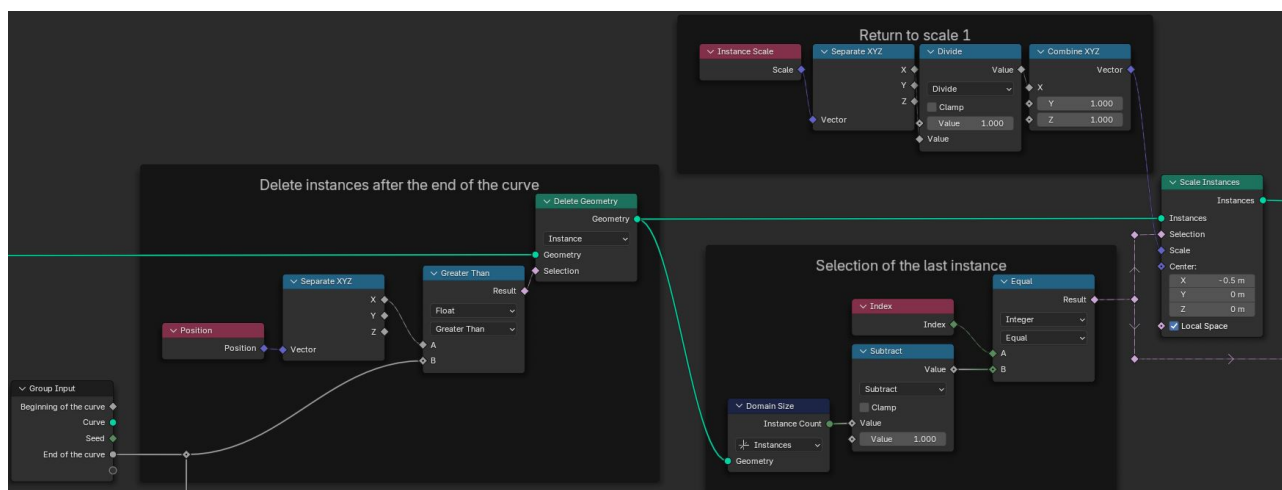 Return to scale 1
Instance Scale
Scale
Separate XYZ
X
Y
Z
Vector
Divide
Value
Divide
Clamp
Value 1.000
Value
Combine XYZ
Vector
X
Y 1.000
Z 1.000
Delete instances after the end of the curve
Delete Geometry
Geometry
Instance
Geometry
Selection
Separate XYZ
X
Y
Z
Vector
Greater Than
Result
Float
Greater Than
A
B
Position
Position
Group Input
Beginning of the curve
Curve
Seed
End of the curve
Selection of the last instance
Index
Index
Equal
Result
Integer
Equal
A
B
Subtract
Value
Subtract
Clamp
Value
Value 1.000
Domain Size
Instance Count
Instances
Geometry
Scale Instances
Instances
Instances
Selection
Scale
Center:
X -0.5 m
Y 0 m
Z 0 m
Local Space